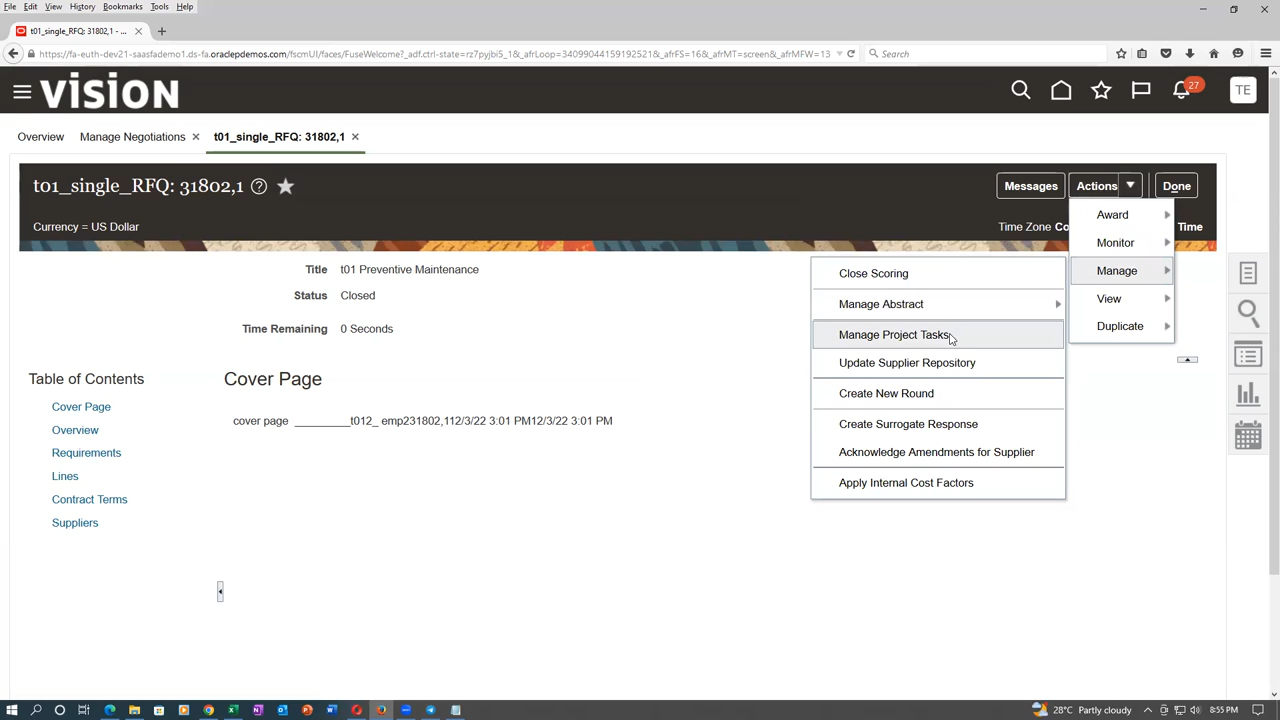 File Edit View History Bookmarks Tools Help
t01_single_RFQ: 31802,1 - ...
https://fa-euth-dev21-saasfademo1.ds-fa.oraclepdemos.com/fscmUI/faces/FuseWelcome?_adf.ctrl-state=rz7pyjbi5_1&_afrLoop=34099044159192521&_afrFS=16&_afrMT=screen&_afrMFW=13
Search
vision
27
TE
Overview Manage Negotiations t01_single_RFQ: 31802,1
t01_single_RFQ: 31802,1
Messages Actions Done
Currency = US Dollar
Time Zone Co
Time
Award
Monitor
Manage
View
Duplicate
Close Scoring
Manage Abstract
Manage Project Tasks
Update Supplier Repository
Create New Round
Create Surrogate Response
Acknowledge Amendments for Supplier
Apply Internal Cost Factors
Title t01 Preventive Maintenance
Status Closed
Time Remaining 0 Seconds
Table of Contents
Cover Page
Overview
Requirements
Lines
Contract Terms
Suppliers
Cover Page
cover page __________t012_ emp231802,112/3/22 3:01 PM12/3/22 3:01 PM
28°C Partly cloudy
8:55 PM